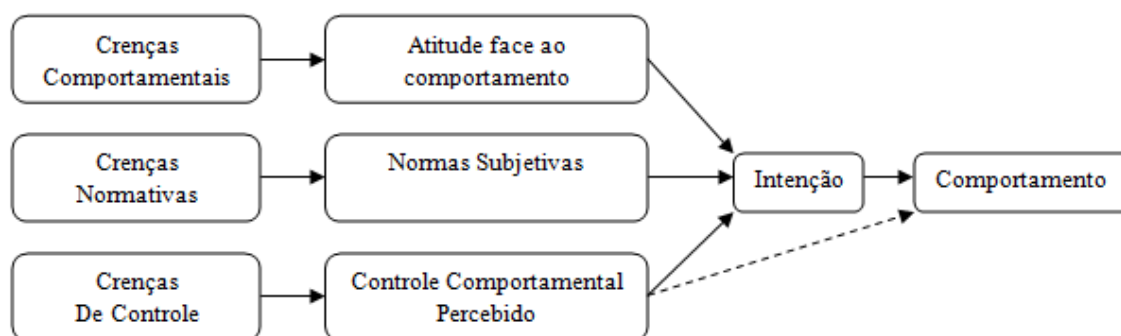 Crenças
Comportamentais
Atitude face ao
comportamento
Crenças
Normativas
Normas Subjetivas
Intenção
Comportamento
Crenças
De Controle
Controle Comportamental
Percebido